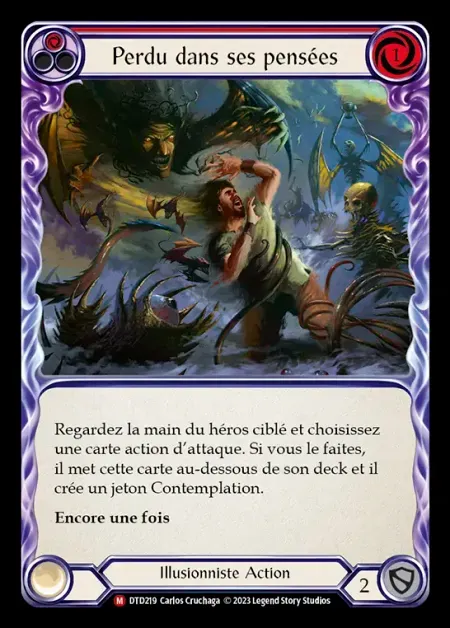 Perdu dans ses pensées
1
Regardez la main du héros ciblé et choisissez
une carte action d'attaque. Si vous le faites,
il met cette carte au-dessous de son deck et il
crée un jeton Contemplation.
Encore une fois
Illusionniste Action
2
M DTD219 Carlos Cruchaga © 2023 Legend Story Studios